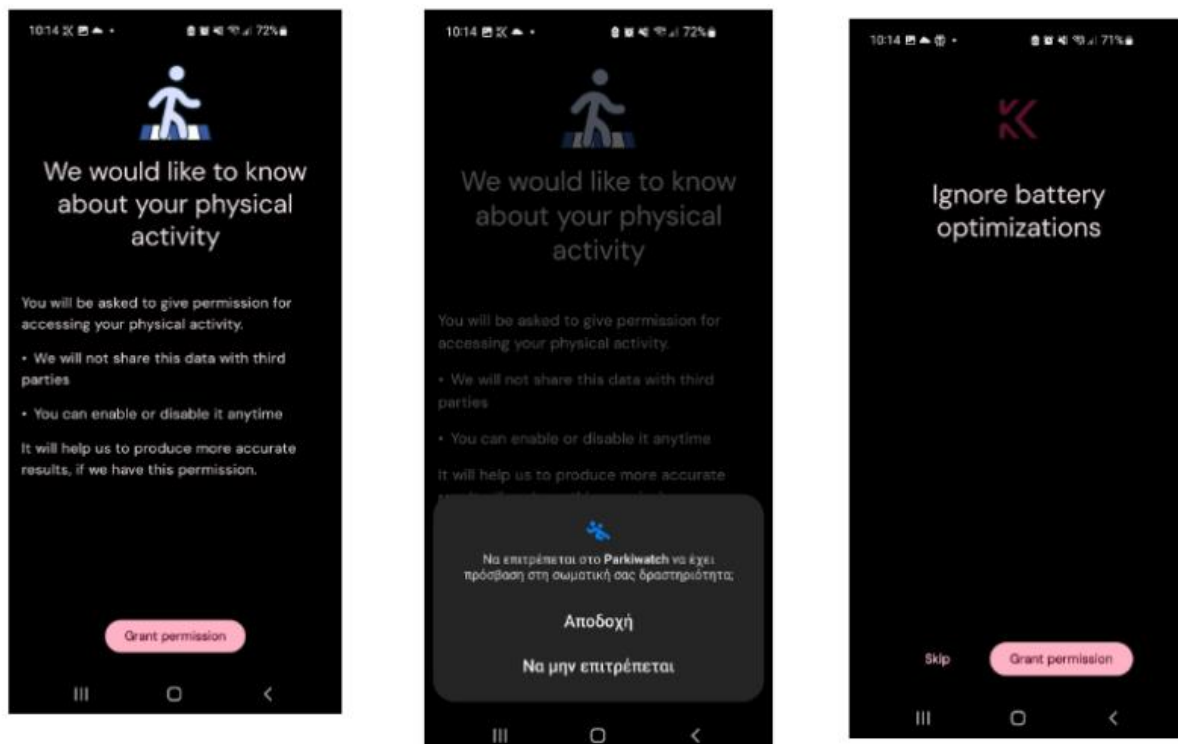 10:14
72%
We would like to know
about your physical
activity
You will be asked to give permission for
accessing your physical activity.
• We will not share this data with third
parties
• You can enable or disable it anytime
It will help us to produce more accurate
results, if we have this permission.
Grant permission
10:14
72%
We would like to know
about your physical
activity
You will be asked to give permission for
accessing your physical activity.
• We will not share this data with third
parties
• You can enable or disable it anytime
It will help us to produce more accurate
Να επιτρέπεται στο Parkiwatch να έχει
πρόσβαση στη σωματική σας δραστηριότητα;
Αποδοχή
Να μην επιτρέπεται
10:14
71%
Ignore battery
optimizations
Skip
Grant permission